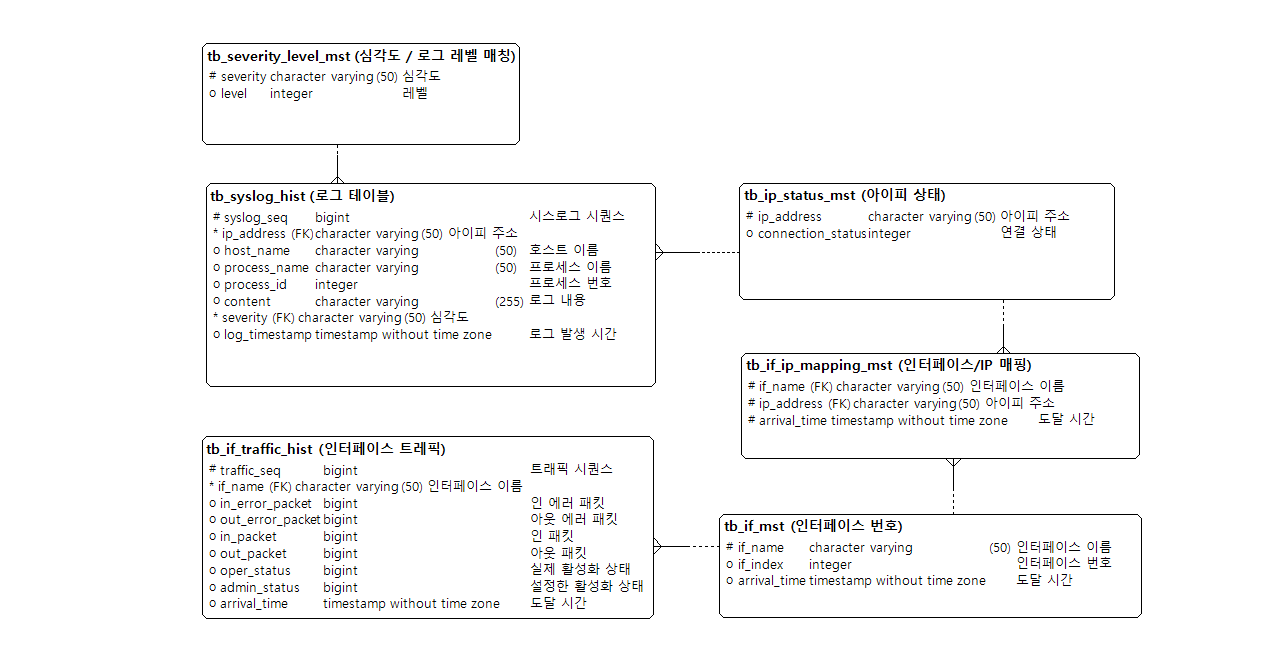 tb_severity_level_mst (심각도 / 로그 레벨 매칭)
# severity character varying (50) 심각도
o level integer 레벨
tb_syslog_hist (로그 테이블)
# syslog_seq bigint 시스로그 시퀀스
* ip_address (FK) character varying (50) 아이피 주소
o host_name character varying (50) 호스트 이름
o process_name character varying (50) 프로세스 이름
o process_id integer 프로세스 번호
o content character varying (255) 로그 내용
* severity (FK) character varying (50) 심각도
o log_timestamp timestamp without time zone 로그 발생 시간
tb_ip_status_mst (아이피 상태)
# ip_address character varying (50) 아이피 주소
o connection_status integer 연결 상태
tb_if_ip_mapping_mst (인터페이스/IP 매핑)
# if_name (FK) character varying (50) 인터페이스 이름
# ip_address (FK) character varying (50) 아이피 주소
# arrival_time timestamp without time zone 도달 시간
tb_if_traffic_hist (인터페이스 트레픽)
# traffic_seq bigint 트래픽 시퀀스
* if_name (FK) character varying (50) 인터페이스 이름
o in_error_packet bigint 인 에러 패킷
o out_error_packet bigint 아웃 에러 패킷
o in_packet bigint 인 패킷
o out_packet bigint 아웃 패킷
o oper_status bigint 실제 활성화 상태
o admin_status bigint 설정한 활성화 상태
o arrival_time timestamp without time zone 도달 시간
tb_if_mst (인터페이스 번호)
# if_name character varying (50) 인터페이스 이름
o if_index integer 인터페이스 번호
o arrival_time timestamp without time zone 도달 시간